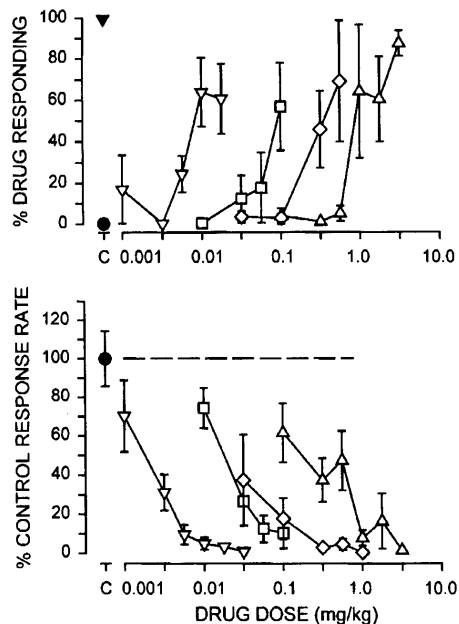 % DRUG RESPONDING
100
80
60
40
20
0
C 0.001 0.01 0.1 1.0 10.0
% CONTROL RESPONSE RATE
120
100
80
60
40
20
0
C 0.001 0.01 0.1 1.0 10.0
DRUG DOSE (mg/kg)